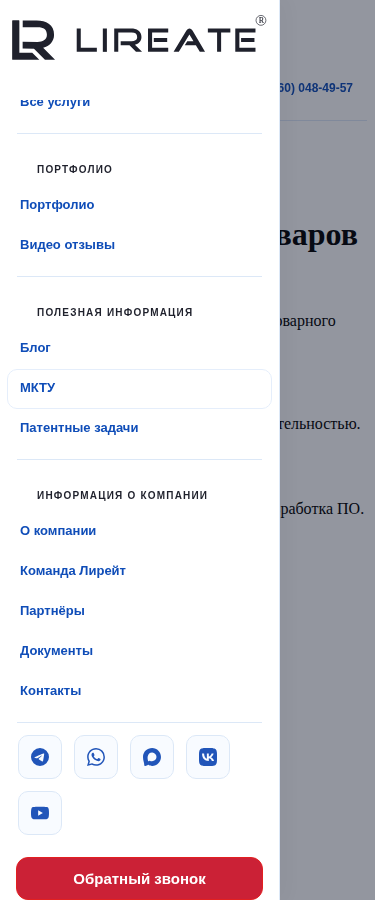 LIREATE®
60) 048-49-57
Все услуги
ПОРТФОЛИО
Портфолио
варов
Видео отзывы
ПОЛЕЗНАЯ ИНФОРМАЦИЯ
оварного
Блог
МКТУ
Патентные задачи
тельностью.
ИНФОРМАЦИЯ О КОМПАНИИ
работка ПО.
О компании
Команда Лирейт
Партнёры
Документы
Контакты
Обратный звонок